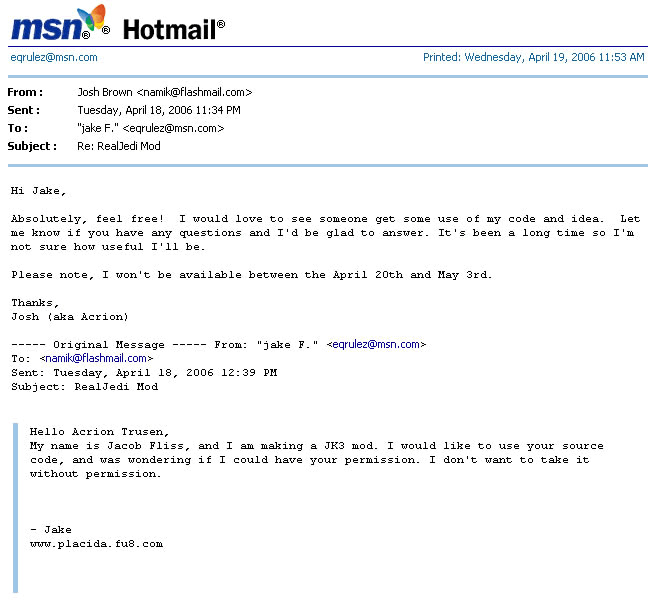 msn® ® Hotmail®
eqrulez@msn.com Printed: Wednesday, April 19, 2006 11:53 AM
From : Josh Brown <namik@flashmail.com>
Sent : Tuesday, April 18, 2006 11:34 PM
To : "jake F." <eqrulez@msn.com>
Subject : Re: RealJedi Mod
Hi Jake,
Absolutely, feel free!  I would love to see someone get some use of my code and idea.  Let
me know if you have any questions and I'd be glad to answer. It's been a long time so I'm
not sure how useful I'll be.
Please note, I won't be available between the April 20th and May 3rd.
Thanks,
Josh (aka Acrion)
----- Original Message ----- From: "jake F." <eqrulez@msn.com>
To: <namik@flashmail.com>
Sent: Tuesday, April 18, 2006 12:39 PM
Subject: RealJedi Mod
Hello Acrion Trusen,
My name is Jacob Fliss, and I am making a JK3 mod. I would like to use your source
code, and was wondering if I could have your permission. I don't want to take it
without permission.
- Jake
www.placida.fu8.com